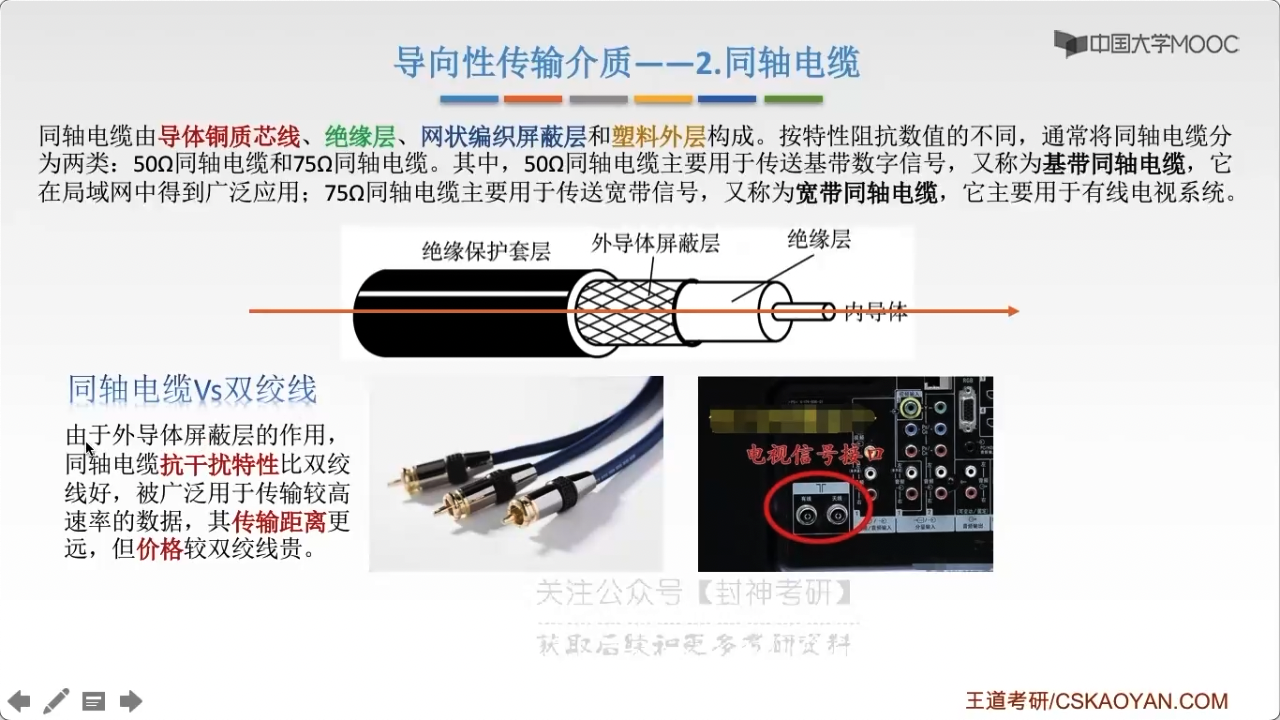 中国大学MOOC
导向性传输介质——2.同轴电缆
同轴电缆由导体铜质芯线、绝缘层、网状编织屏蔽层和塑料外层构成。按特性阻抗数值的不同，通常将同轴电缆分
为两类：50Ω同轴电缆和75Ω同轴电缆。其中，50Ω同轴电缆主要用于传送基带数字信号，又称为基带同轴电缆，它
在局域网中得到广泛应用；75Ω同轴电缆主要用于传送宽带信号，又称为宽带同轴电缆，它主要用于有线电视系统。
绝缘保护套层
外导体屏蔽层
绝缘层
内导体
同轴电缆Vs双绞线
由于外导体屏蔽层的作用，
同轴电缆抗干扰特性比双绞
线好，被广泛用于传输较高
速率的数据，其传输距离更
远，但价格较双绞线贵。
电视信号接口
有线
天线
RGB
关注公众号【封神考研】
获取后续和更多考研资料
王道考研/CSKAOYAN.COM